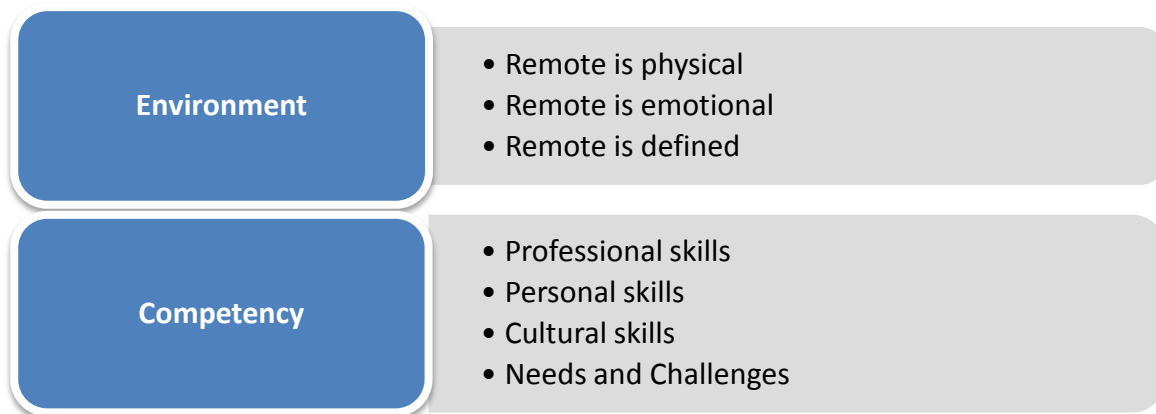 Environment
• Remote is physical
• Remote is emotional
• Remote is defined
Competency
• Professional skills
• Personal skills
• Cultural skills
• Needs and Challenges